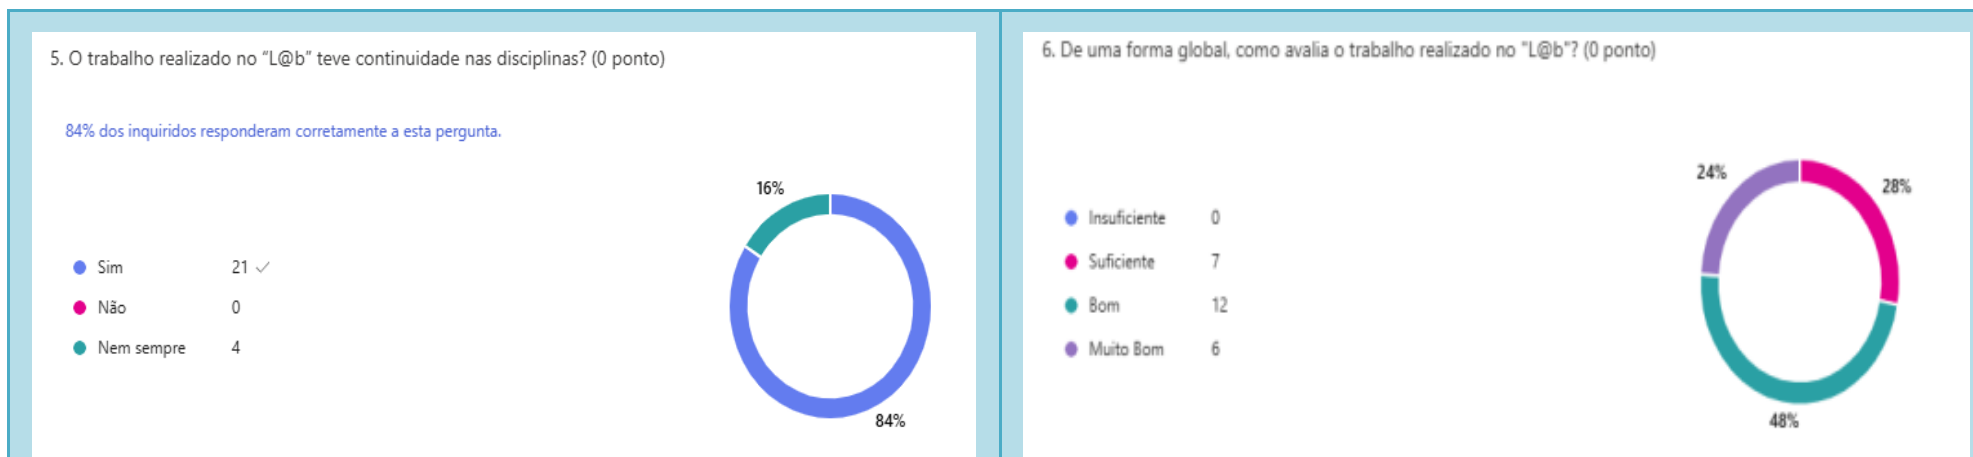 5. O trabalho realizado no “L@b” teve continuidade nas disciplinas? (0 ponto)
84% dos inquiridos responderam corretamente a esta pergunta.
Sim 21
Não 0
Nem sempre 4
16%
84%
6. De uma forma global, como avalia o trabalho realizado no "L@b"? (0 ponto)
Insuficiente 0
Suficiente 7
Bom 12
Muito Bom 6
24%
28%
48%